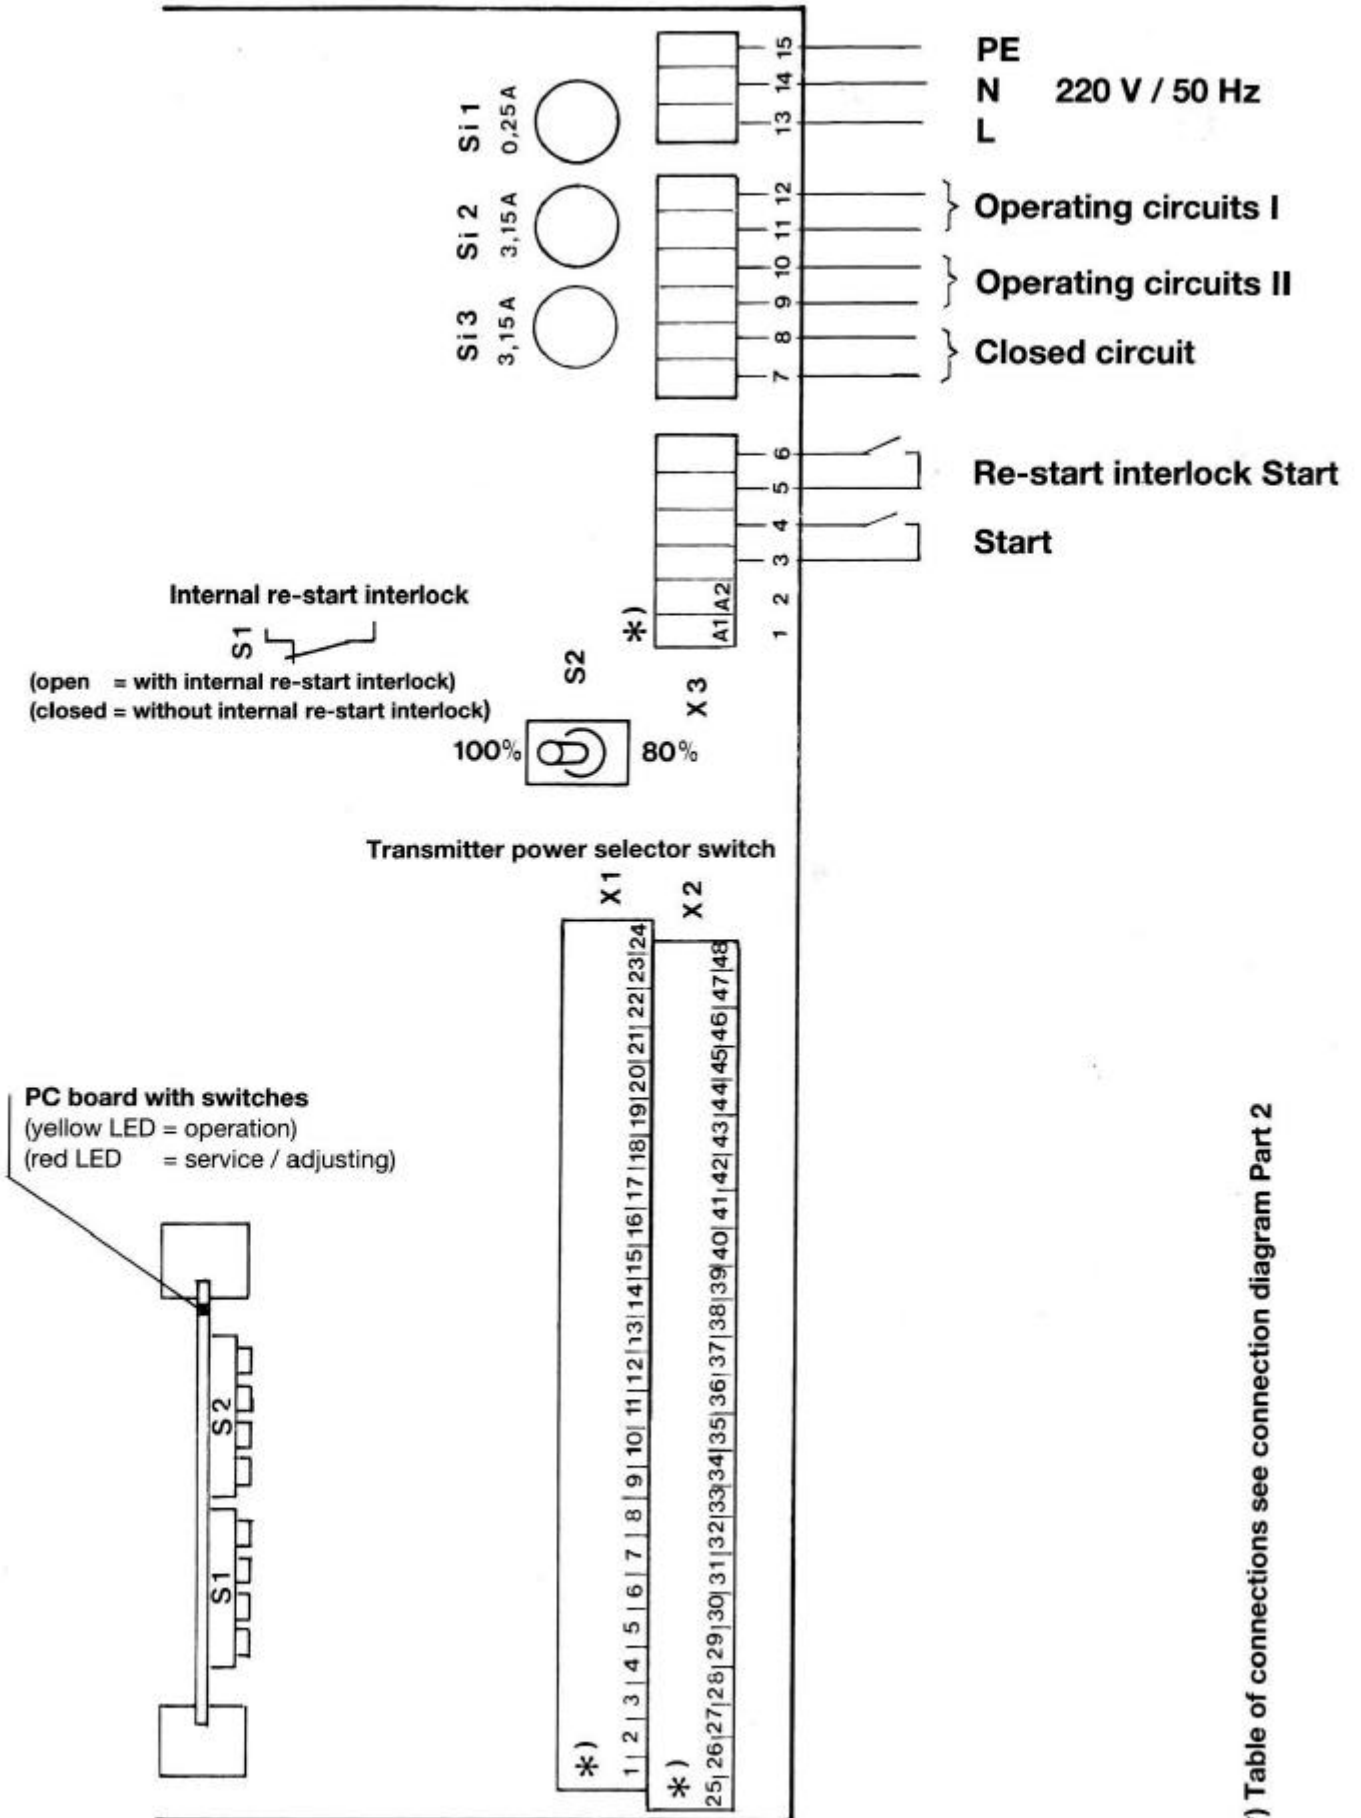 15 PE
14 N 220 V / 50 Hz
13 L
Si 1
0,25 A
Si 2
3,15 A
Si 3
3,15 A
12
11
Operating circuits I
10
9
Operating circuits II
8
7
Closed circuit
6
5
Re-start interlock Start
4
3
Start
A2 2
A1 1
*)
X 3
Internal re-start interlock
S1
(open = with internal re-start interlock)
(closed = without internal re-start interlock)
S2
100% 80%
Transmitter power selector switch
X 1
X 2
1 2 3 4 5 6 7 8 9 10 11 12 13 14 15 16 17 18 19 20 21 22 23 24
*)
25 26 27 28 29 30 31 32 33 34 35 36 37 38 39 40 41 42 43 44 45 46 47 48
*)
PC board with switches
(yellow LED = operation)
(red LED = service / adjusting)
S2
S1
) Table of connections see connection diagram Part 2